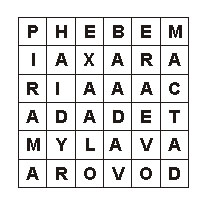 P H E B E M
I A X A R A
R I A A A C
A D A D E T
M Y L A V A
A R O V O D